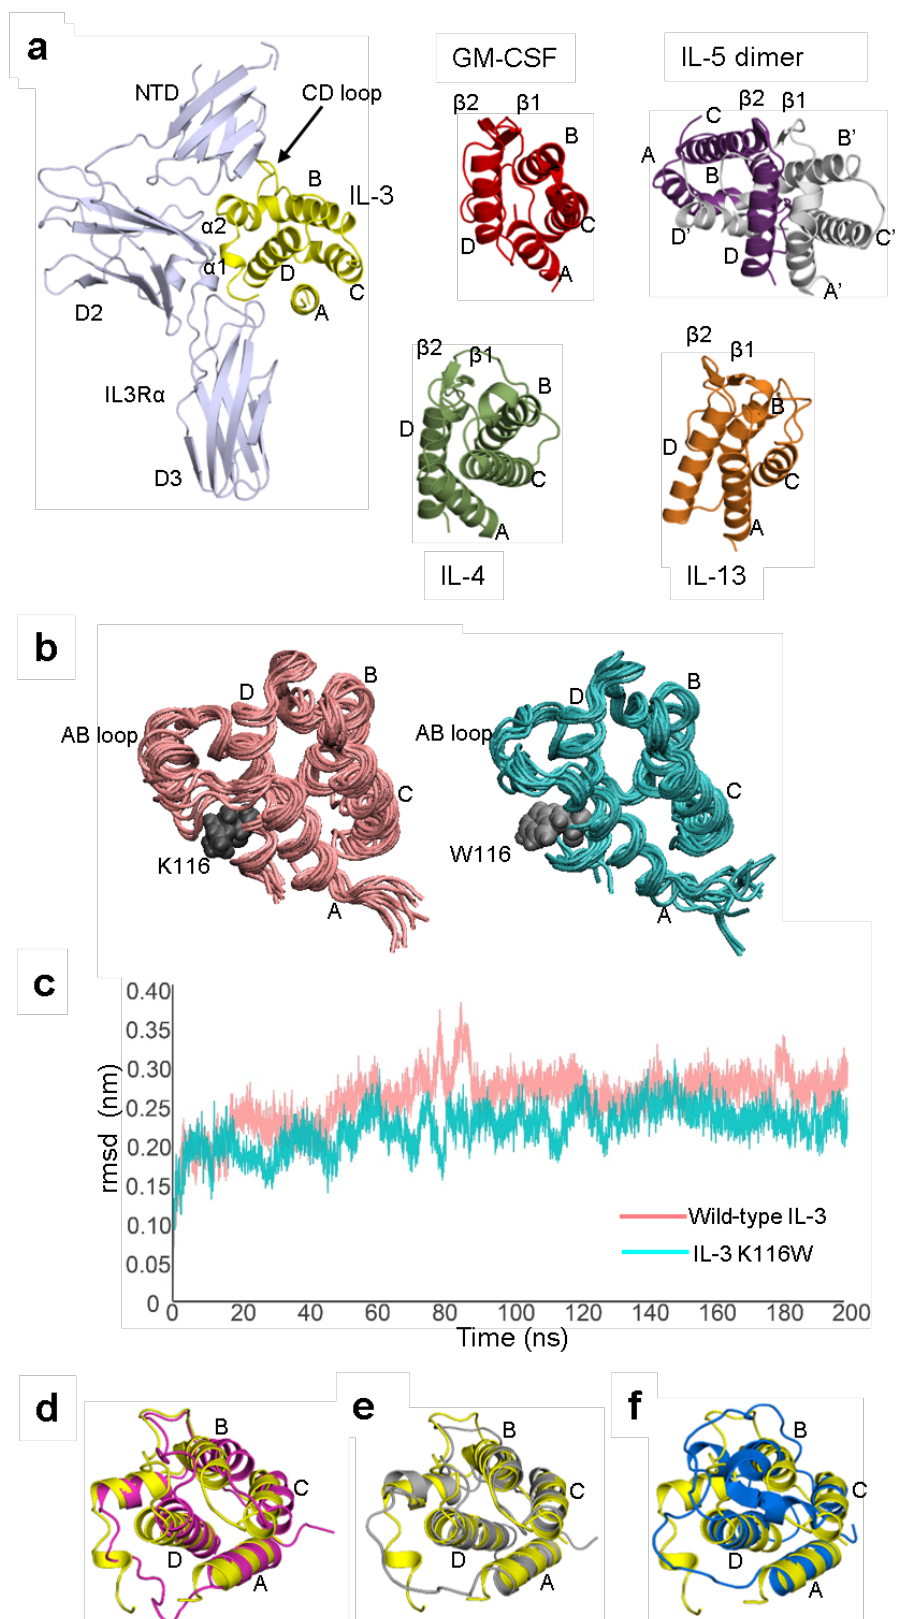 a
NTD
CD loop
B
IL-3
α2
α1
D
C
A
D2
IL3Rα
D3
GM-CSF
β2 β1
B
D
C
A
IL-5 dimer
β2 β1
C
B'
A
B
D'
D
C'
A'
β2
β1
B
D
C
A
IL-4
β2
β1
B
D
C
A
IL-13
b
D
B
AB loop
C
K116
A
D
B
AB loop
C
W116
A
c
0.40
0.35
0.30
0.25
0.20
0.15
0.10
0.05
0
rmsd (nm)
Wild-type IL-3
IL-3 K116W
0 20 40 60 80 100 120 140 160 180 200
Time (ns)
d
B
C
D
A
e
B
C
D
A
f
B
C
D
A